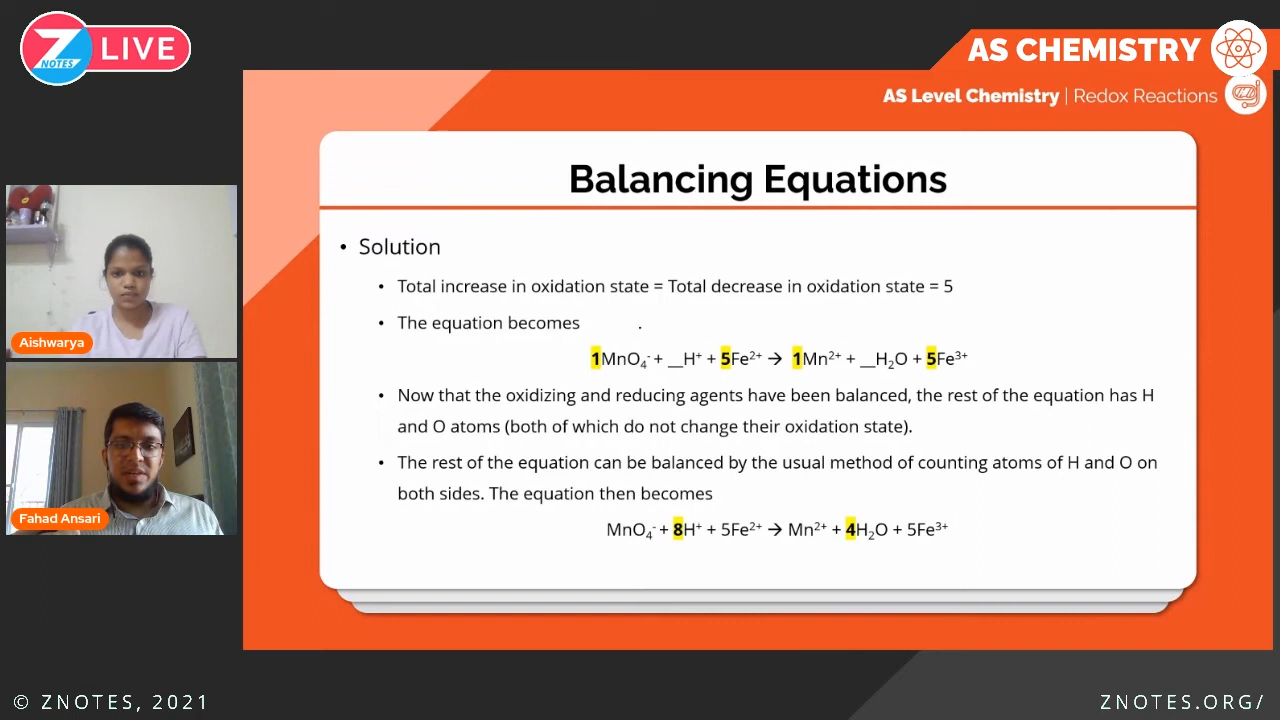 Z NOTES LIVE
AS CHEMISTRY
AS Level Chemistry | Redox Reactions
Balancing Equations
• Solution
• Total increase in oxidation state = Total decrease in oxidation state = 5
• The equation becomes .
1MnO₄⁻ + __H⁺ + 5Fe²⁺ → 1Mn²⁺ + __H₂O + 5Fe³⁺
• Now that the oxidizing and reducing agents have been balanced, the rest of the equation has H
and O atoms (both of which do not change their oxidation state).
• The rest of the equation can be balanced by the usual method of counting atoms of H and O on
both sides. The equation then becomes
MnO₄⁻ + 8H⁺ + 5Fe²⁺ → Mn²⁺ + 4H₂O + 5Fe³⁺
Aishwarya
Fahad Ansari
© ZNOTES, 2021
ZNOTES.ORG/